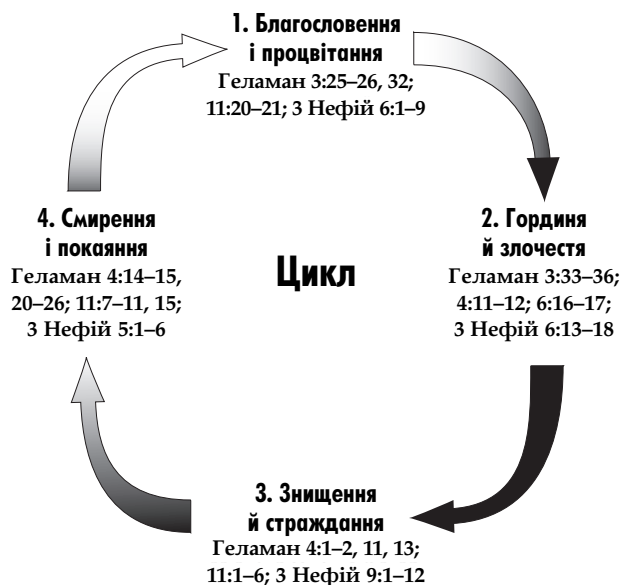 1. Благословення
і процвітання
Геламан 3:25–26, 32;
11:20–21; 3 Нефій 6:1–9
2. Гординя
й злочестя
Геламан 3:33–36;
4:11–12; 6:16–17;
3 Нефій 6:13–18
3. Знищення
й страждання
Геламан 4:1–2, 11, 13;
11:1–6; 3 Нефій 9:1–12
4. Смирення
і покаяння
Геламан 4:14–15,
20–26; 11:7–11, 15;
3 Нефій 5:1–6
Цикл